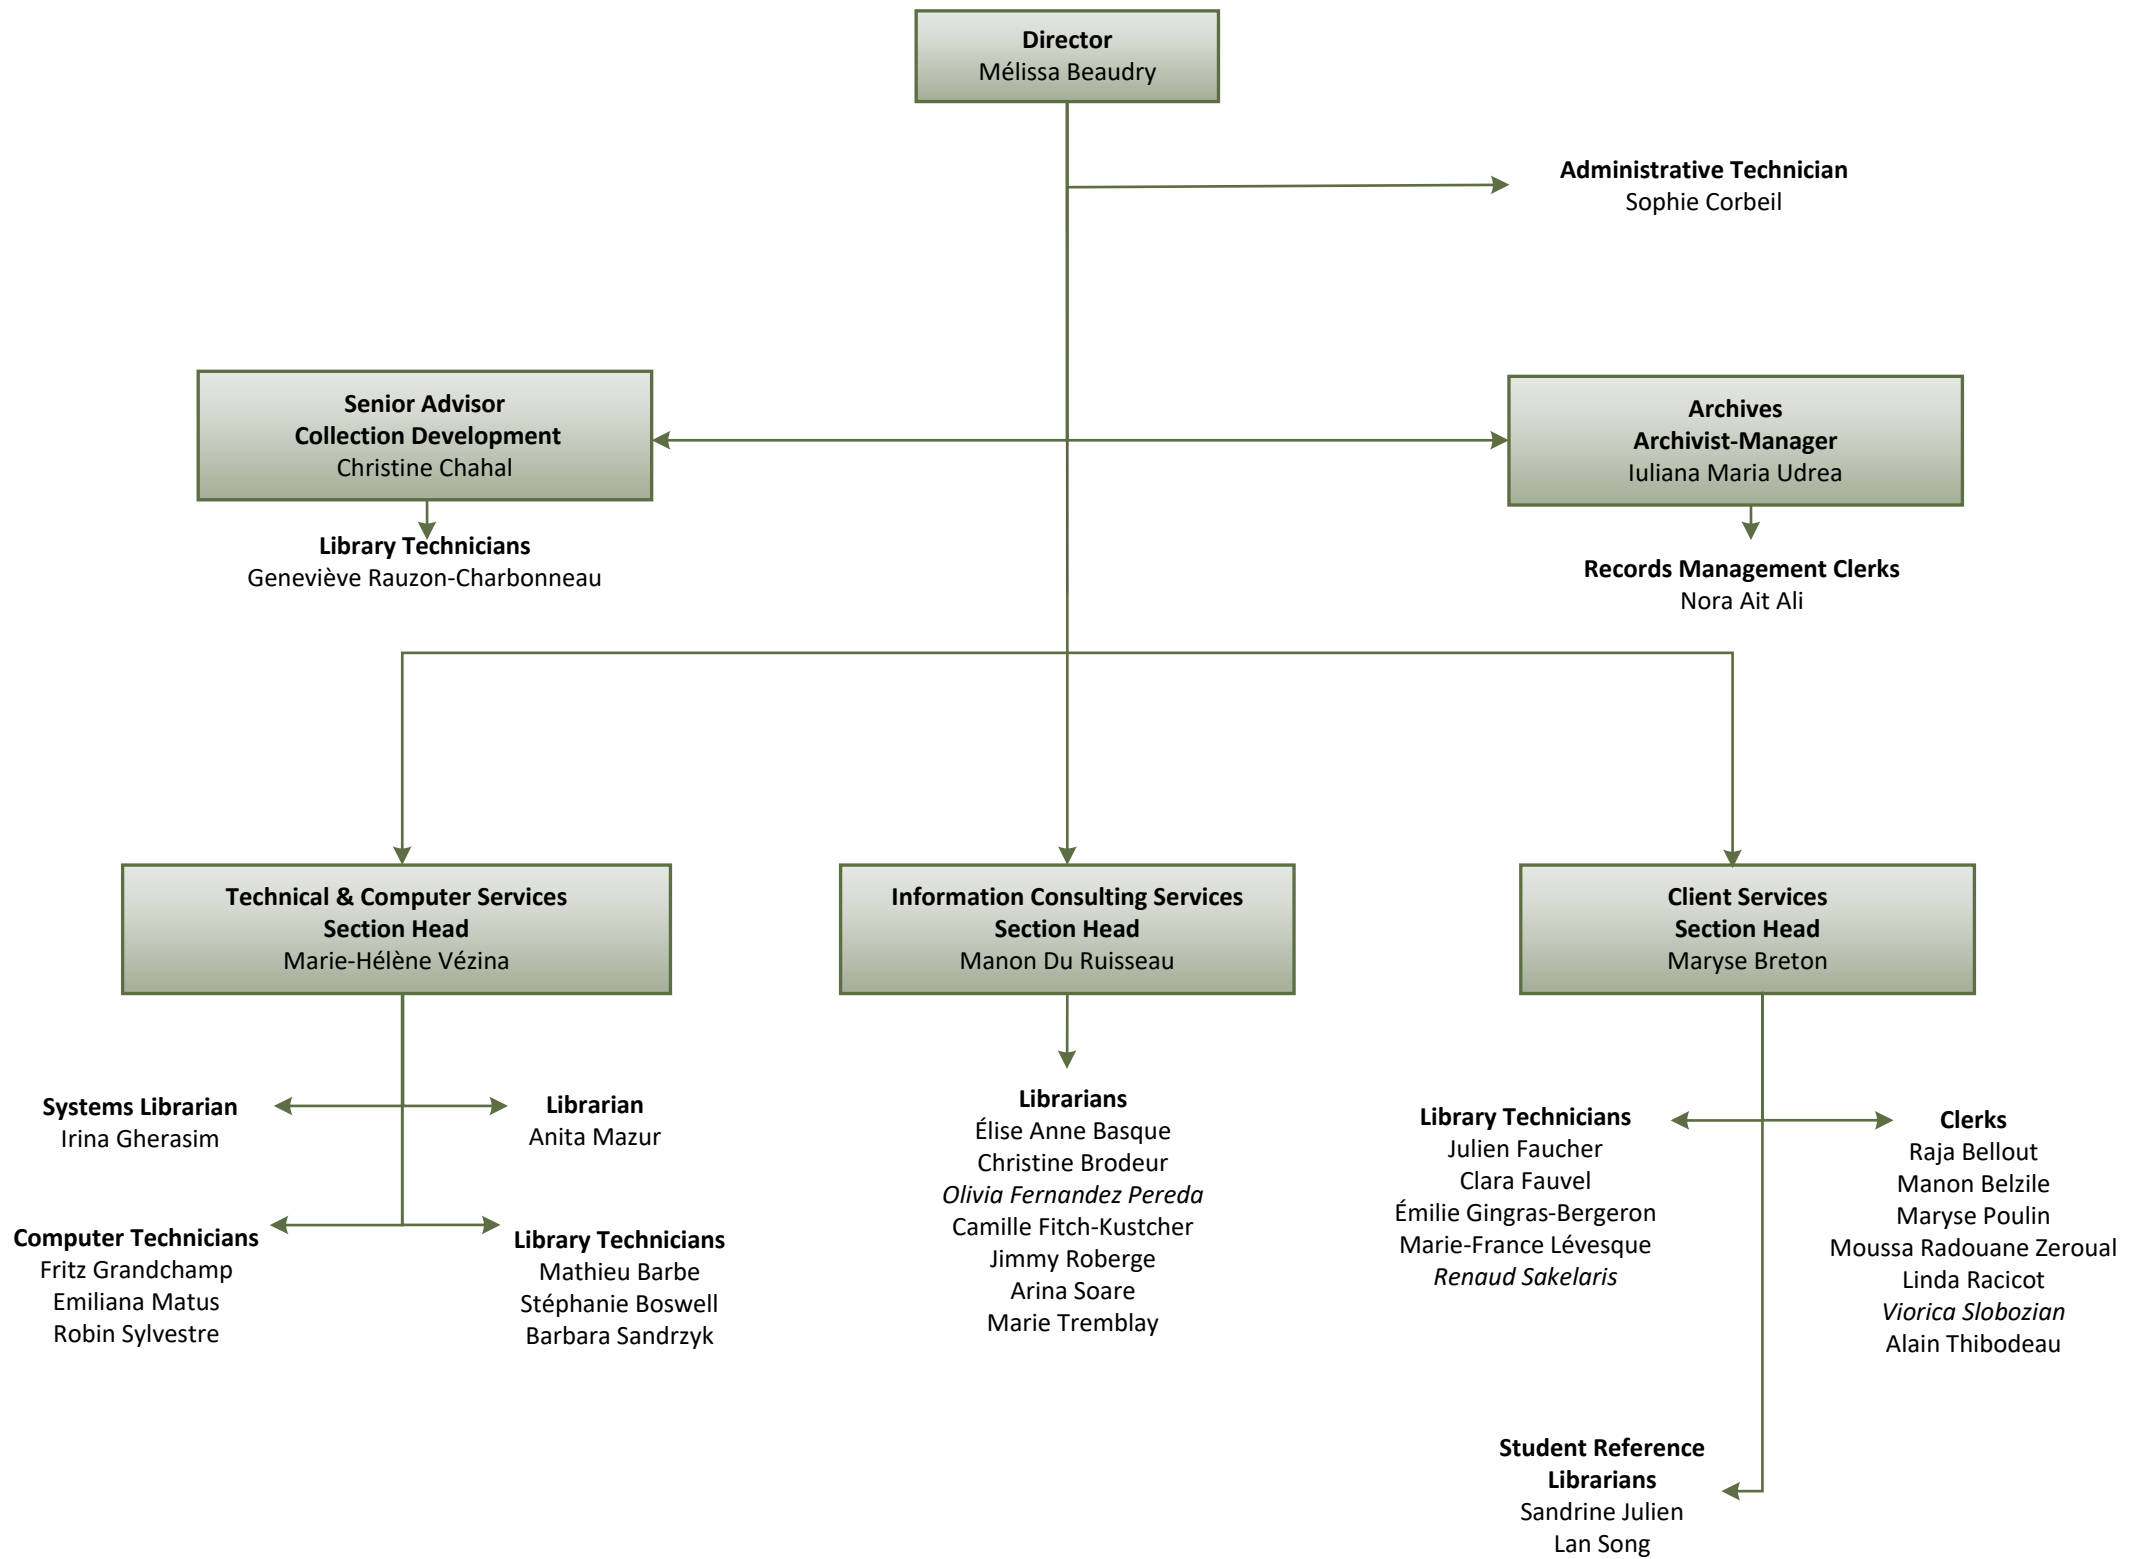 Director
Mélissa Beaudry
Administrative Technician
Sophie Corbeil
Senior Advisor
Collection Development
Christine Chahal
Archives
Archivist-Manager
Iuliana Maria Udrea
Library Technicians
Geneviève Rauzon-Charbonneau
Records Management Clerks
Nora Ait Ali
Technical & Computer Services
Section Head
Marie-Hélène Vézina
Information Consulting Services
Section Head
Manon Du Ruisseau
Client Services
Section Head
Maryse Breton
Systems Librarian
Irina Gherasim
Librarian
Anita Mazur
Computer Technicians
Fritz Grandchamp
Emiliana Matus
Robin Sylvestre
Library Technicians
Mathieu Barbe
Stéphanie Boswell
Barbara Sandrzyk
Librarians
Élise Anne Basque
Christine Brodeur
Olivia Fernandez Pereda
Camille Fitch-Kustcher
Jimmy Roberge
Arina Soare
Marie Tremblay
Library Technicians
Julien Faucher
Clara Fauvel
Émilie Gingras-Bergeron
Marie-France Lévesque
Renaud Sakelaris
Clerks
Raja Bellout
Manon Belzile
Maryse Poulin
Moussa Radouane Zeroual
Linda Racicot
Viorica Slobozian
Alain Thibodeau
Student Reference
Librarians
Sandrine Julien
Lan Song